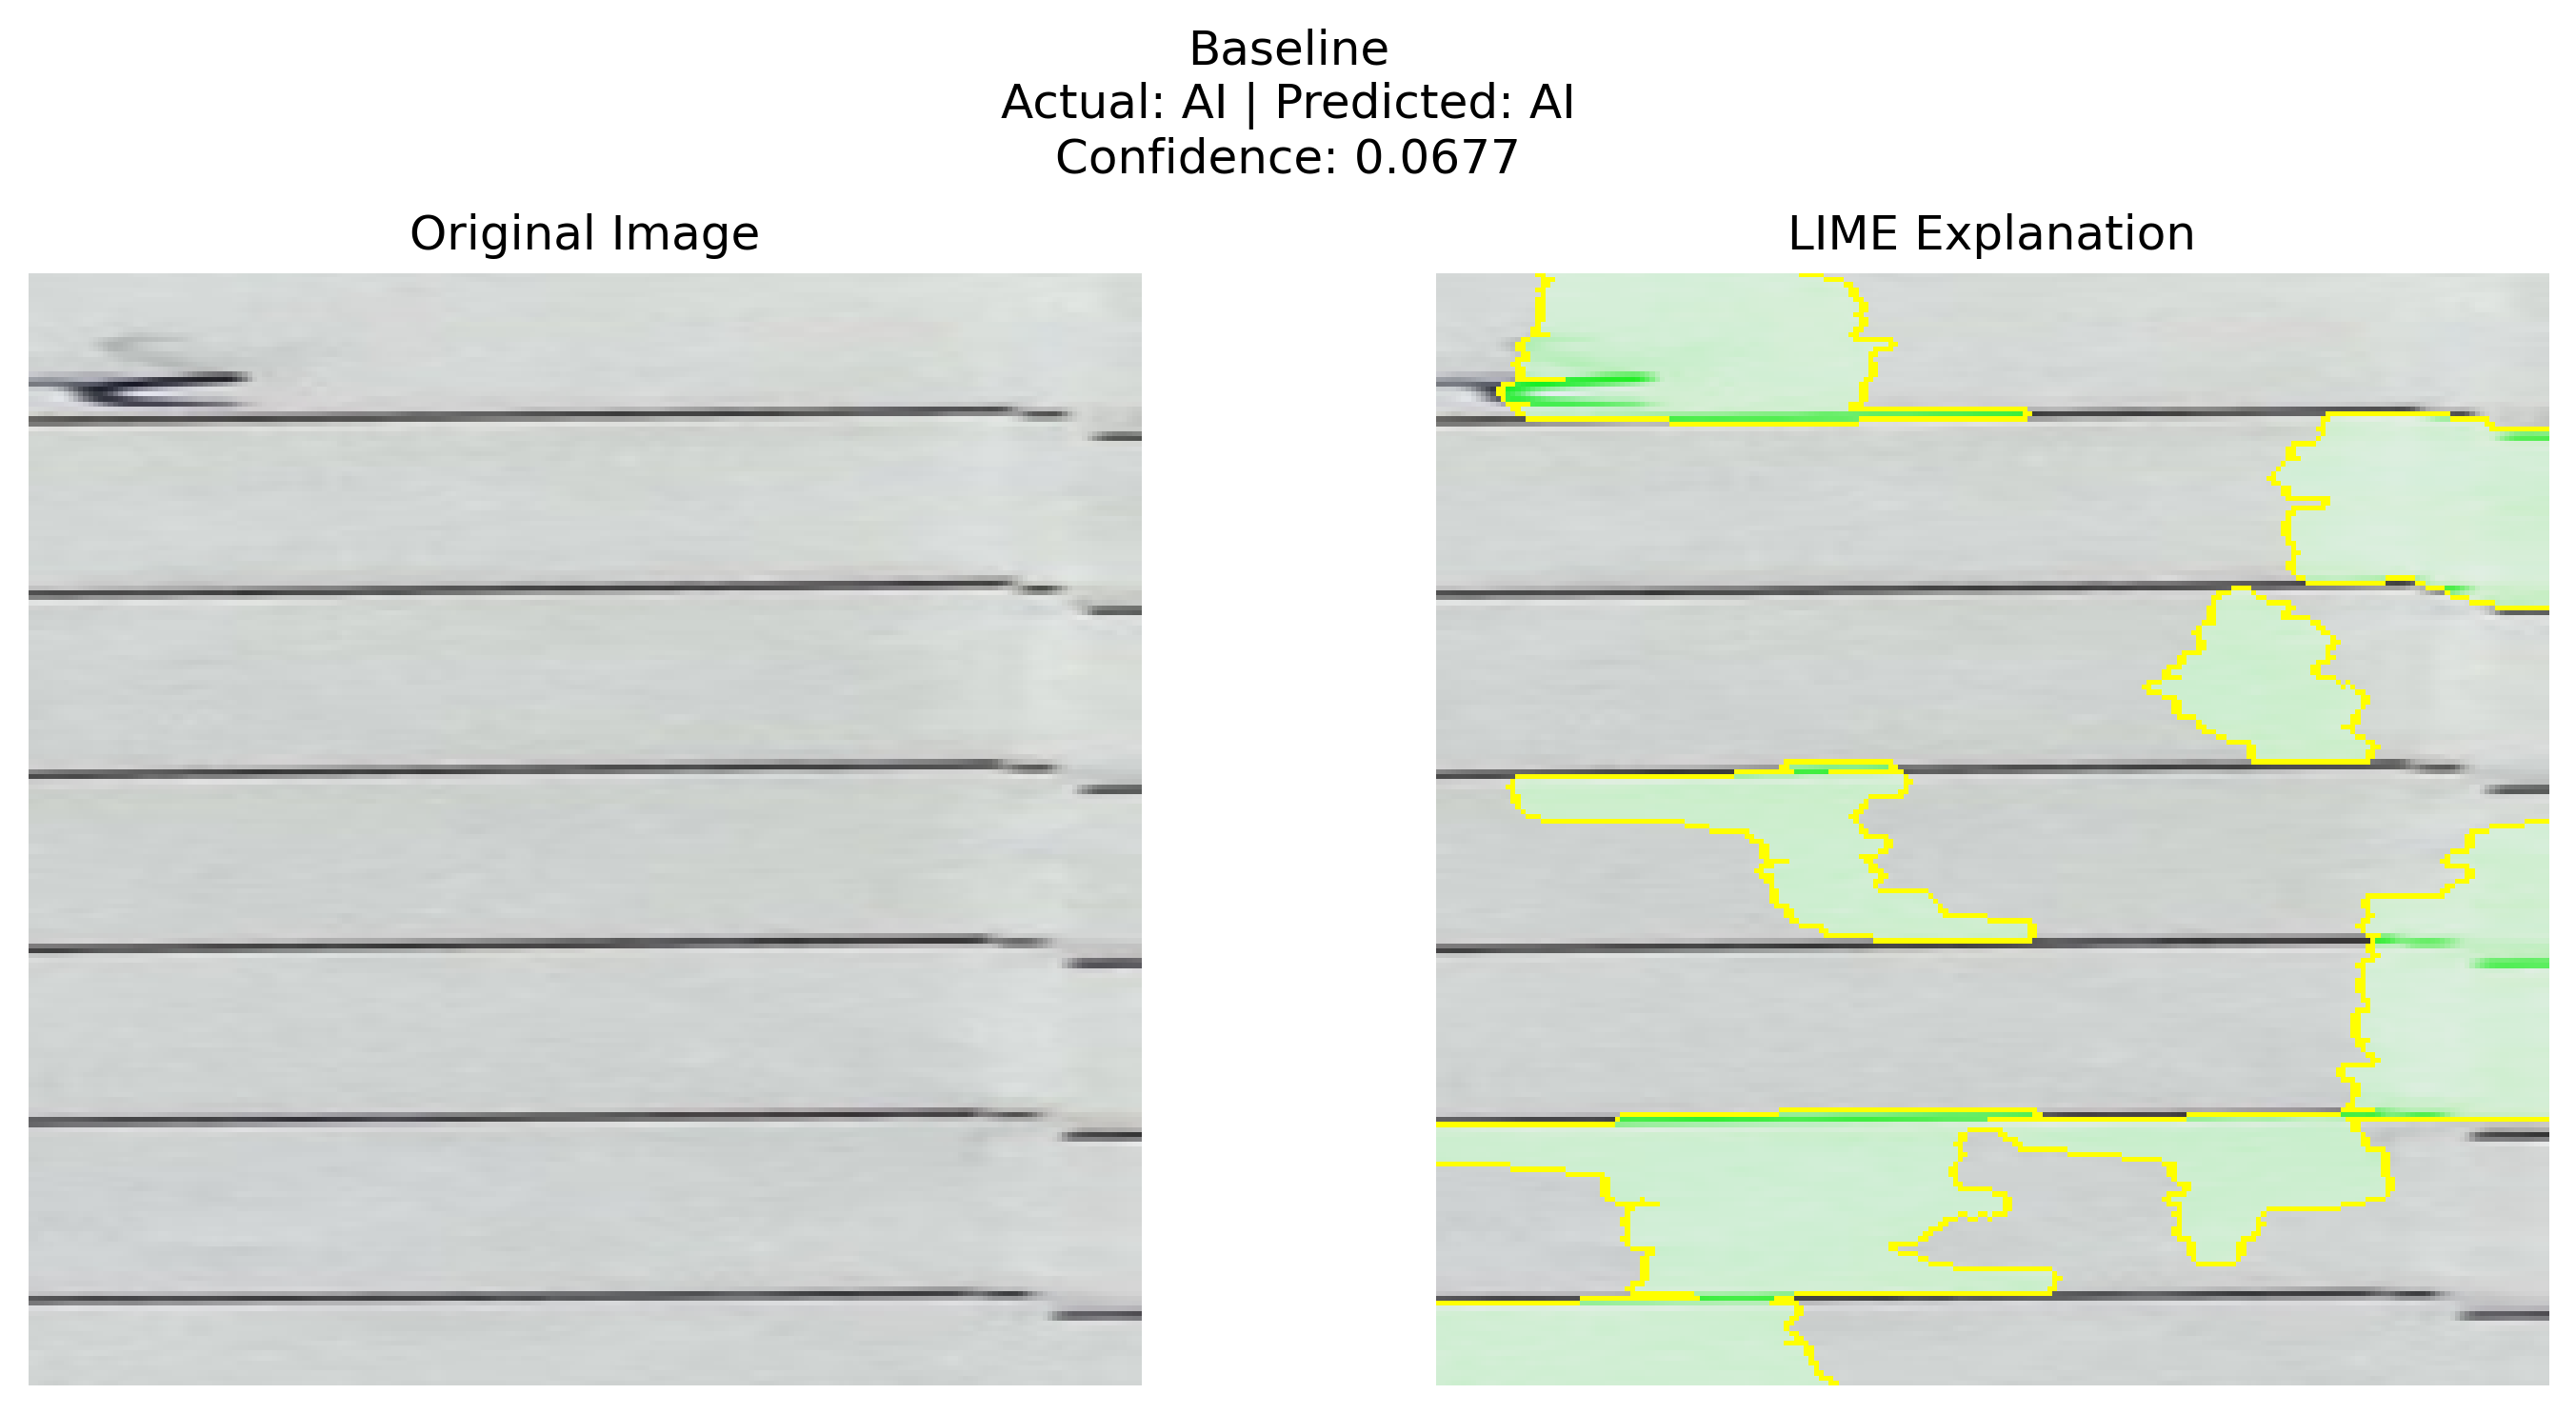 Baseline
Actual: AI | Predicted: AI
Confidence: 0.0677
Original Image
LIME Explanation